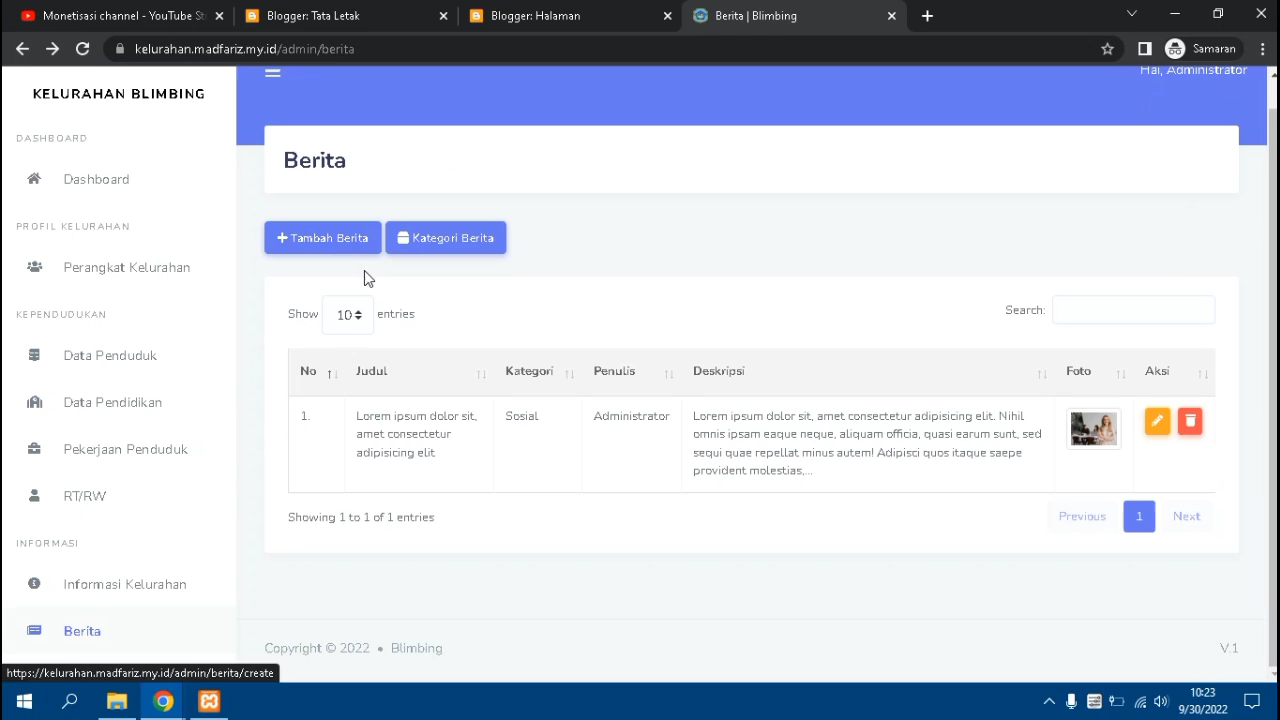 Monetisasi channel - YouTube St
Blogger: Tata Letak
Blogger: Halaman
Berita | Blimbing
kelurahan.madfariz.my.id/admin/berita
Samaran
KELURAHAN BLIMBING
Hai, Administrator
DASHBOARD
Dashboard
PROFIL KELURAHAN
Perangkat Kelurahan
KEPENDUDUKAN
Data Penduduk
Data Pendidikan
Pekerjaan Penduduk
RT/RW
INFORMASI
Informasi Kelurahan
Berita
Berita
+ Tambah Berita
Kategori Berita
Show 10 entries
Search:
No Judul Kategori Penulis Deskripsi Foto Aksi
1.
Lorem ipsum dolor sit,
amet consectetur
adipisicing elit
Sosial
Administrator
Lorem ipsum dolor sit, amet consectetur adipisicing elit. Nihil
omnis ipsam eaque neque, aliquam officia, quasi earum sunt, sed
sequi quae repellat minus autem! Adipisci quos itaque saepe
provident molestias,...
Showing 1 to 1 of 1 entries
Previous 1 Next
Copyright © 2022 • Blimbing
V.1
https://kelurahan.madfariz.my.id/admin/berita/create
10:23
9/30/2022